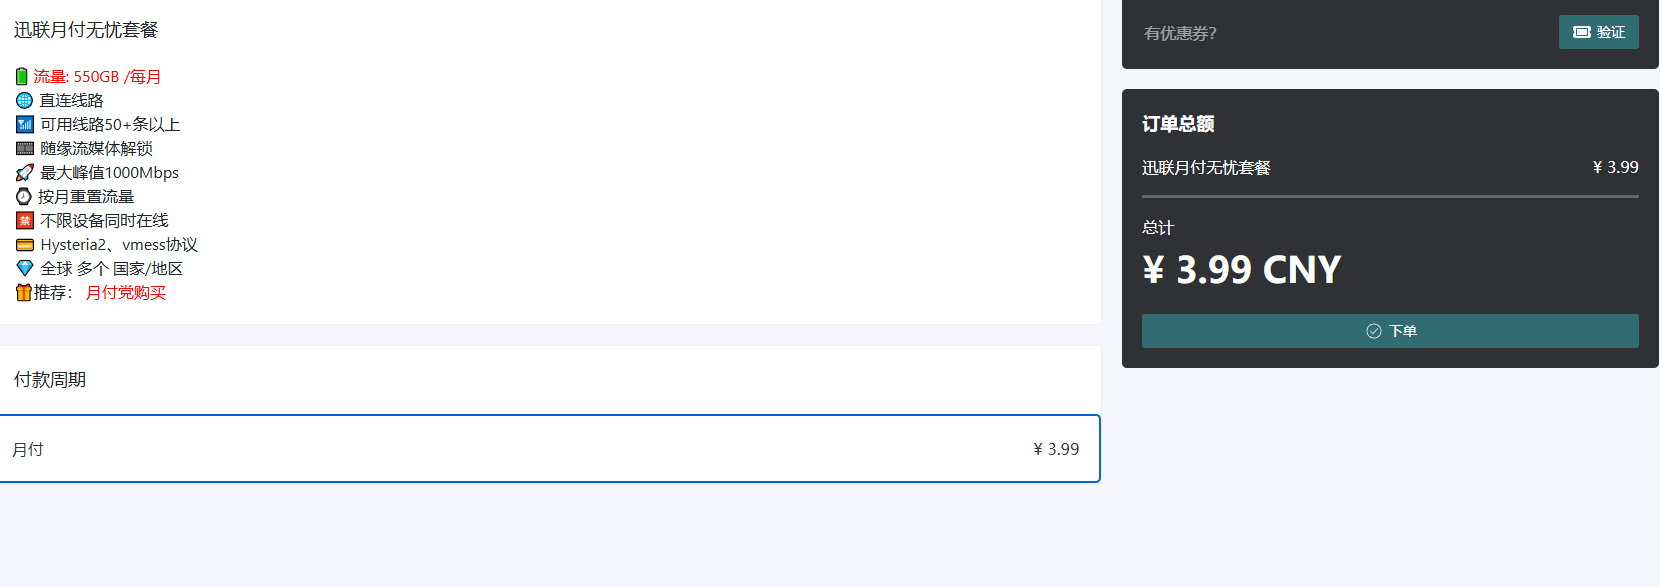 迅联月付无忧套餐
流量: 550GB /每月
直连线路
可用线路50+条以上
随缘流媒体解锁
最大峰值1000Mbps
按月重置流量
禁 不限设备同时在线
Hysteria2、vmess协议
全球 多个 国家/地区
推荐： 月付党购买
付款周期
月付 ¥ 3.99
有优惠券?
验证
订单总额
迅联月付无忧套餐 ¥ 3.99
总计
¥ 3.99 CNY
下单